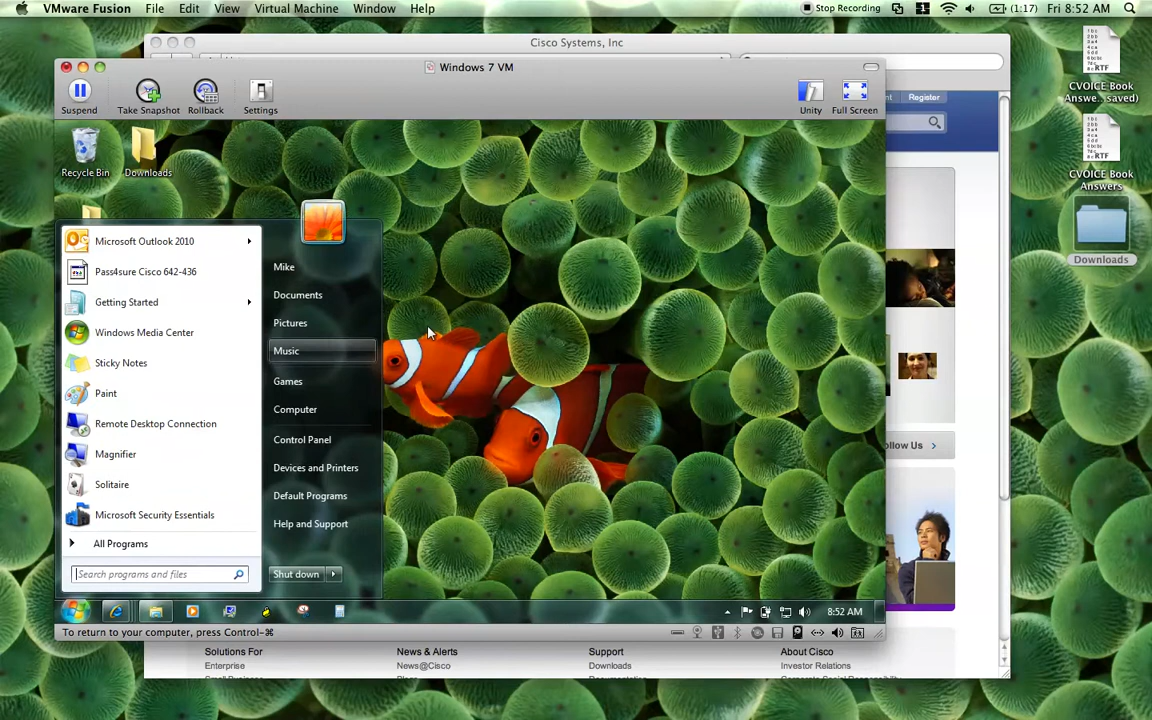 VMware Fusion File Edit View Virtual Machine Window Help
Stop Recording (1:17) Fri 8:52 AM
Cisco Systems, Inc
Windows 7 VM
Suspend Take Snapshot Rollback Settings Unity Full Screen
Register
RTF
CVOICE Book
Answe.. saved)
RTF
CVOICE Book
Answers
Downloads
Recycle Bin Downloads
Microsoft Outlook 2010
Pass4sure Cisco 642-436
Getting Started
Windows Media Center
Sticky Notes
Paint
Remote Desktop Connection
Magnifier
Solitaire
Microsoft Security Essentials
All Programs
Search programs and files
Mike
Documents
Pictures
Music
Games
Computer
Control Panel
Devices and Printers
Default Programs
Help and Support
Shut down
ollow Us
8:52 AM
To return to your computer, press Control-⌘
Solutions For News & Alerts Support About Cisco
Enterprise News@Cisco Downloads Investor Relations